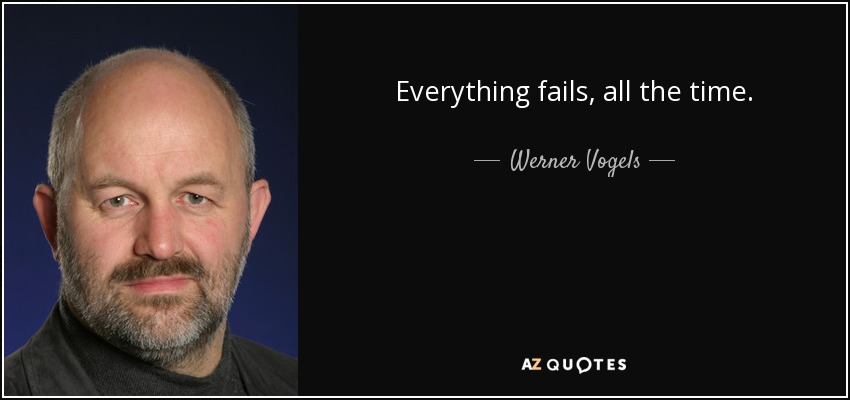 Everything fails, all the time.
Werner Vogels
AZ QUOTES